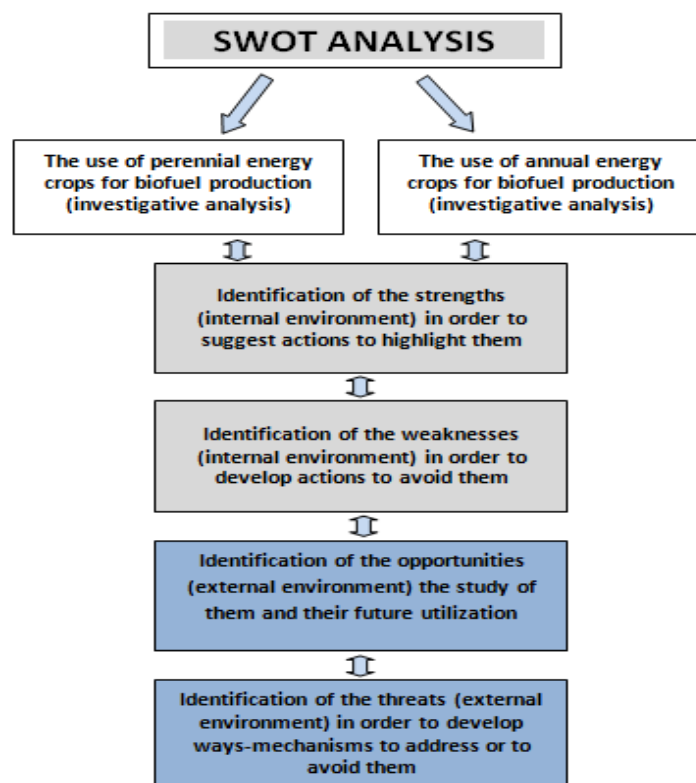 SWOT ANALYSIS
The use of perennial energy
crops for biofuel production
(investigative analysis)
The use of annual energy
crops for biofuel production
(investigative analysis)
Identification of the strengths
(internal environment) in order to
suggest actions to highlight them
Identification of the weaknesses
(internal environment) in order to
develop actions to avoid them
Identification of the opportunities
(external environment) the study of
them and their future utilization
Identification of the threats (external
environment) in order to develop
ways-mechanisms to address or to
avoid them